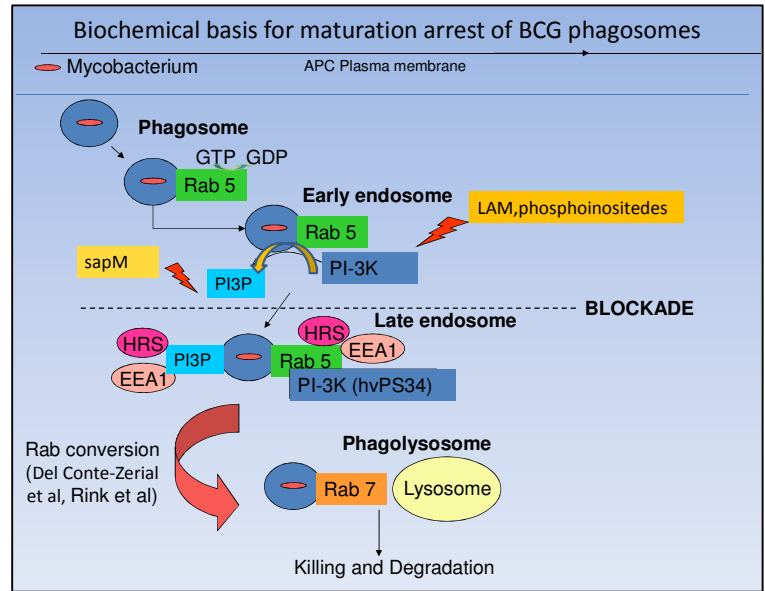 Biochemical basis for maturation arrest of BCG phagosomes
Mycobacterium
APC Plasma membrane
Phagosome
GTP GDP
Rab 5
Early endosome
LAM,phosphoinositedes
Rab 5
sapM
PI3P
PI-3K
BLOCKADE
Late endosome
HRS
HRS
PI3P
Rab 5
EEA1
EEA1
PI-3K (hvPS34)
Phagolysosome
Rab conversion
(Del Conte-Zerial
et al, Rink et al)
Rab 7
Lysosome
Killing and Degradation